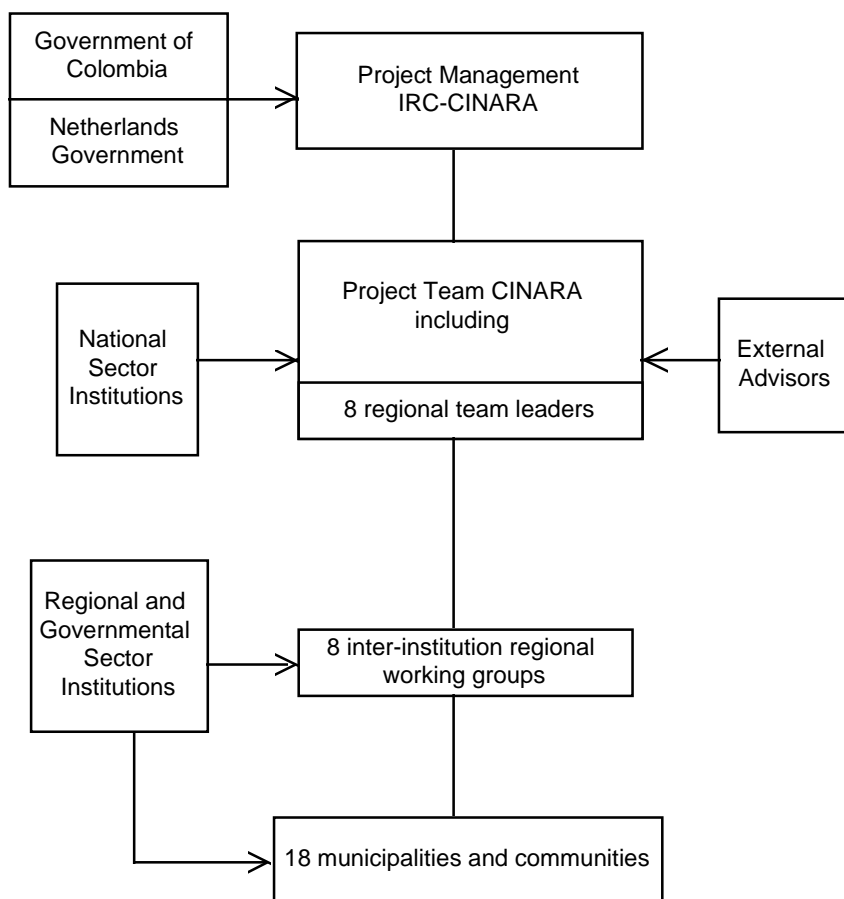 Government of
Colombia
Netherlands
Government
Project Management
IRC-CINARA
National
Sector
Institutions
Project Team CINARA
including
8 regional team leaders
External
Advisors
Regional and
Governmental
Sector
Institutions
8 inter-institution regional
working groups
18 municipalities and communities